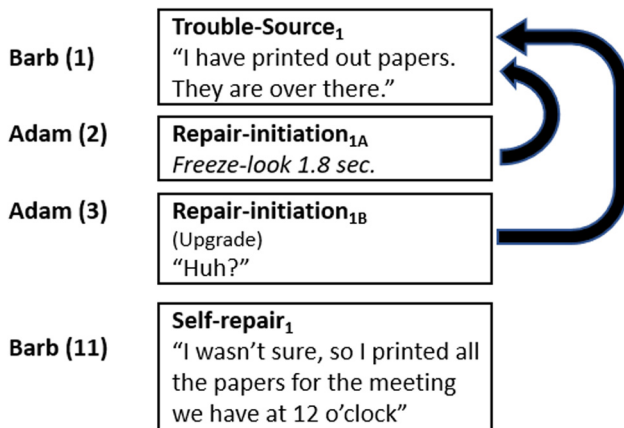 Trouble-Source1
Barb (1)
“I have printed out papers.
They are over there.”
Adam (2)
Repair-initiation1A
Freeze-look 1.8 sec.
Adam (3)
Repair-initiation1B
(Upgrade)
“Huh?”
Self-repair1
Barb (11)
“I wasn’t sure, so I printed all
the papers for the meeting
we have at 12 o’clock”